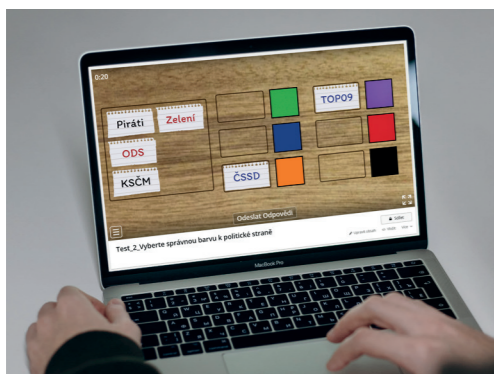 0:20
Piráti
Zelení
TOP09
ODS
KSČM
ČSSD
Odeslat Odpovědi
Test_2_Vyberte správnou barvu k politické straně
MacBook Pro